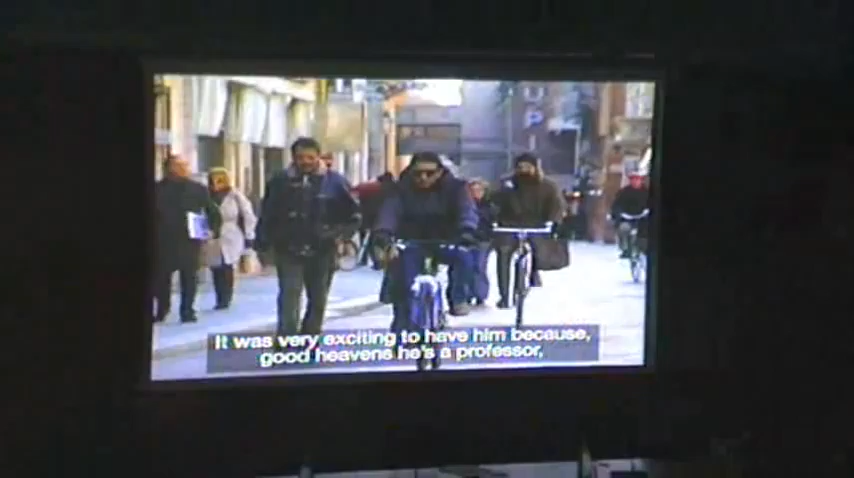 It was very exciting to have him because,
good heavens he's a professor,